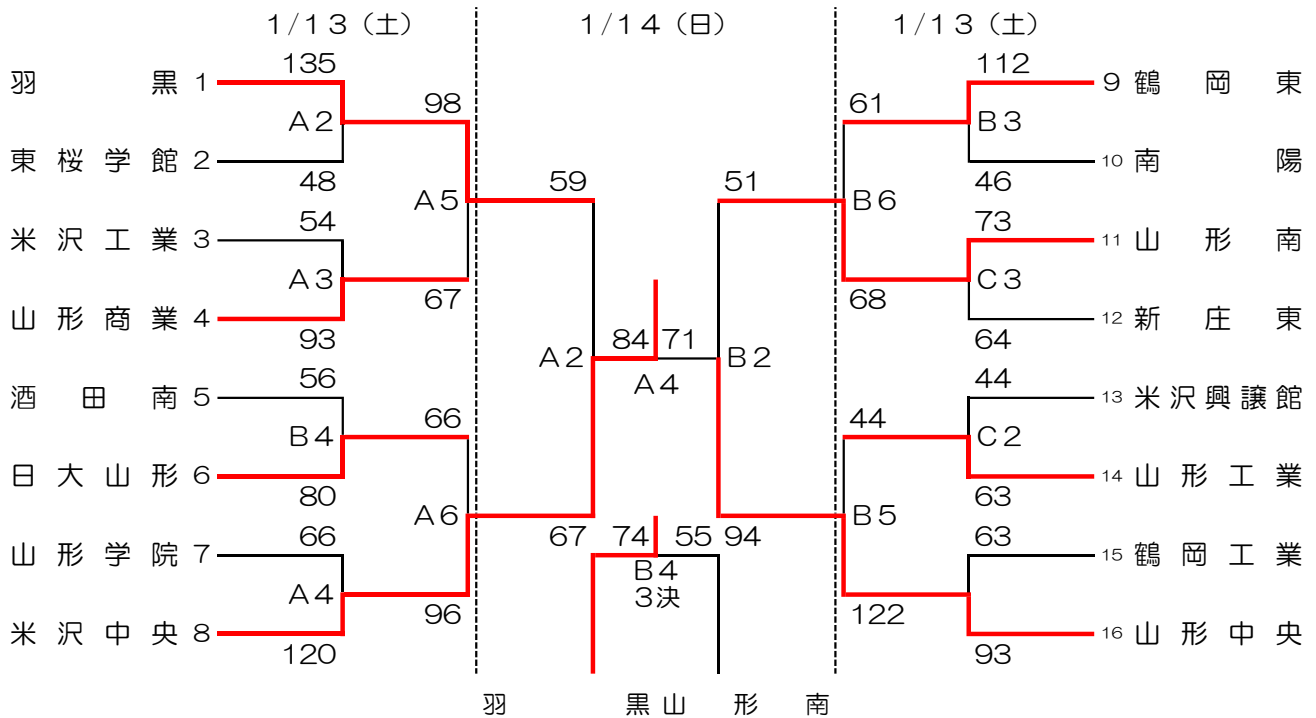 1/13（土） 1/14（日） 1/13（土）
135 112
羽黒 1 9 鶴岡東
98 61
A2 B3
東桜学館 2 10 南陽
48 59 51 46
A5 B6
54 73
米沢工業 3 11 山形南
A3 C3
67 68
山形商業 4 12 新庄東
93 84 71 64
A2 B2
A4
56 44
酒田南 5 13 米沢興譲館
66 44
B4 C2
日大山形 6 14 山形工業
80 63
A6 B5
66 67 74 55 94 63
山形学院 7 15 鶴岡工業
B4
A4 3決
96 122
米沢中央 8 16 山形中央
120 93
羽黒 山形南